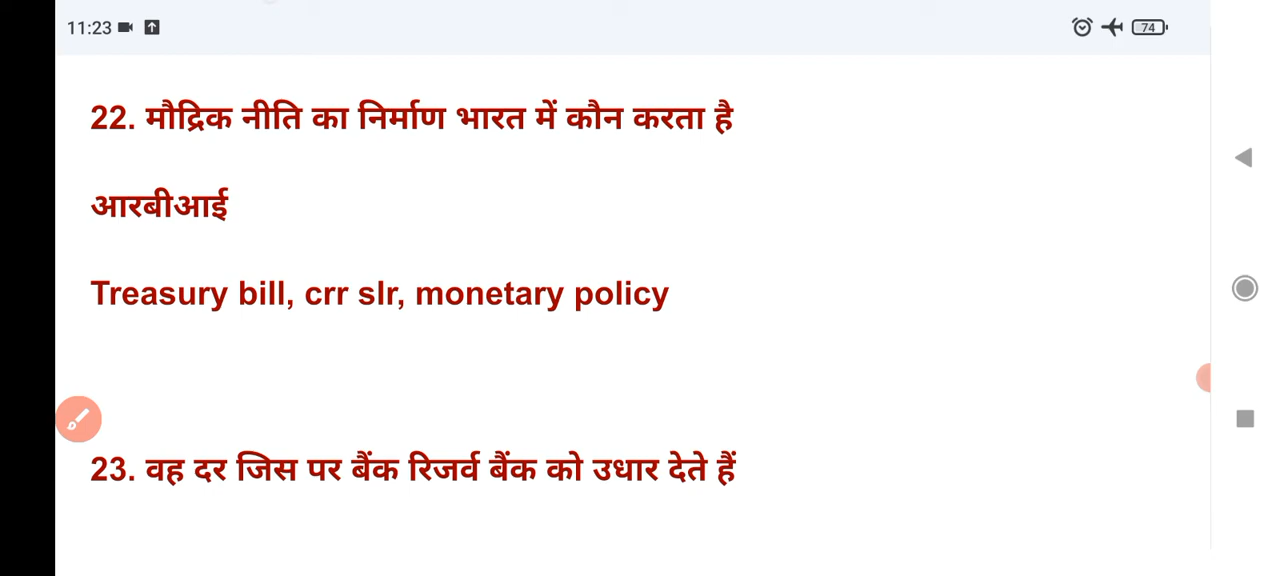 11:23
74
22. मौद्रिक नीति का निर्माण भारत में कौन करता है
आरबीआई
Treasury bill, crr slr, monetary policy
23. वह दर जिस पर बैंक रिजर्व बैंक को उधार देते हैं